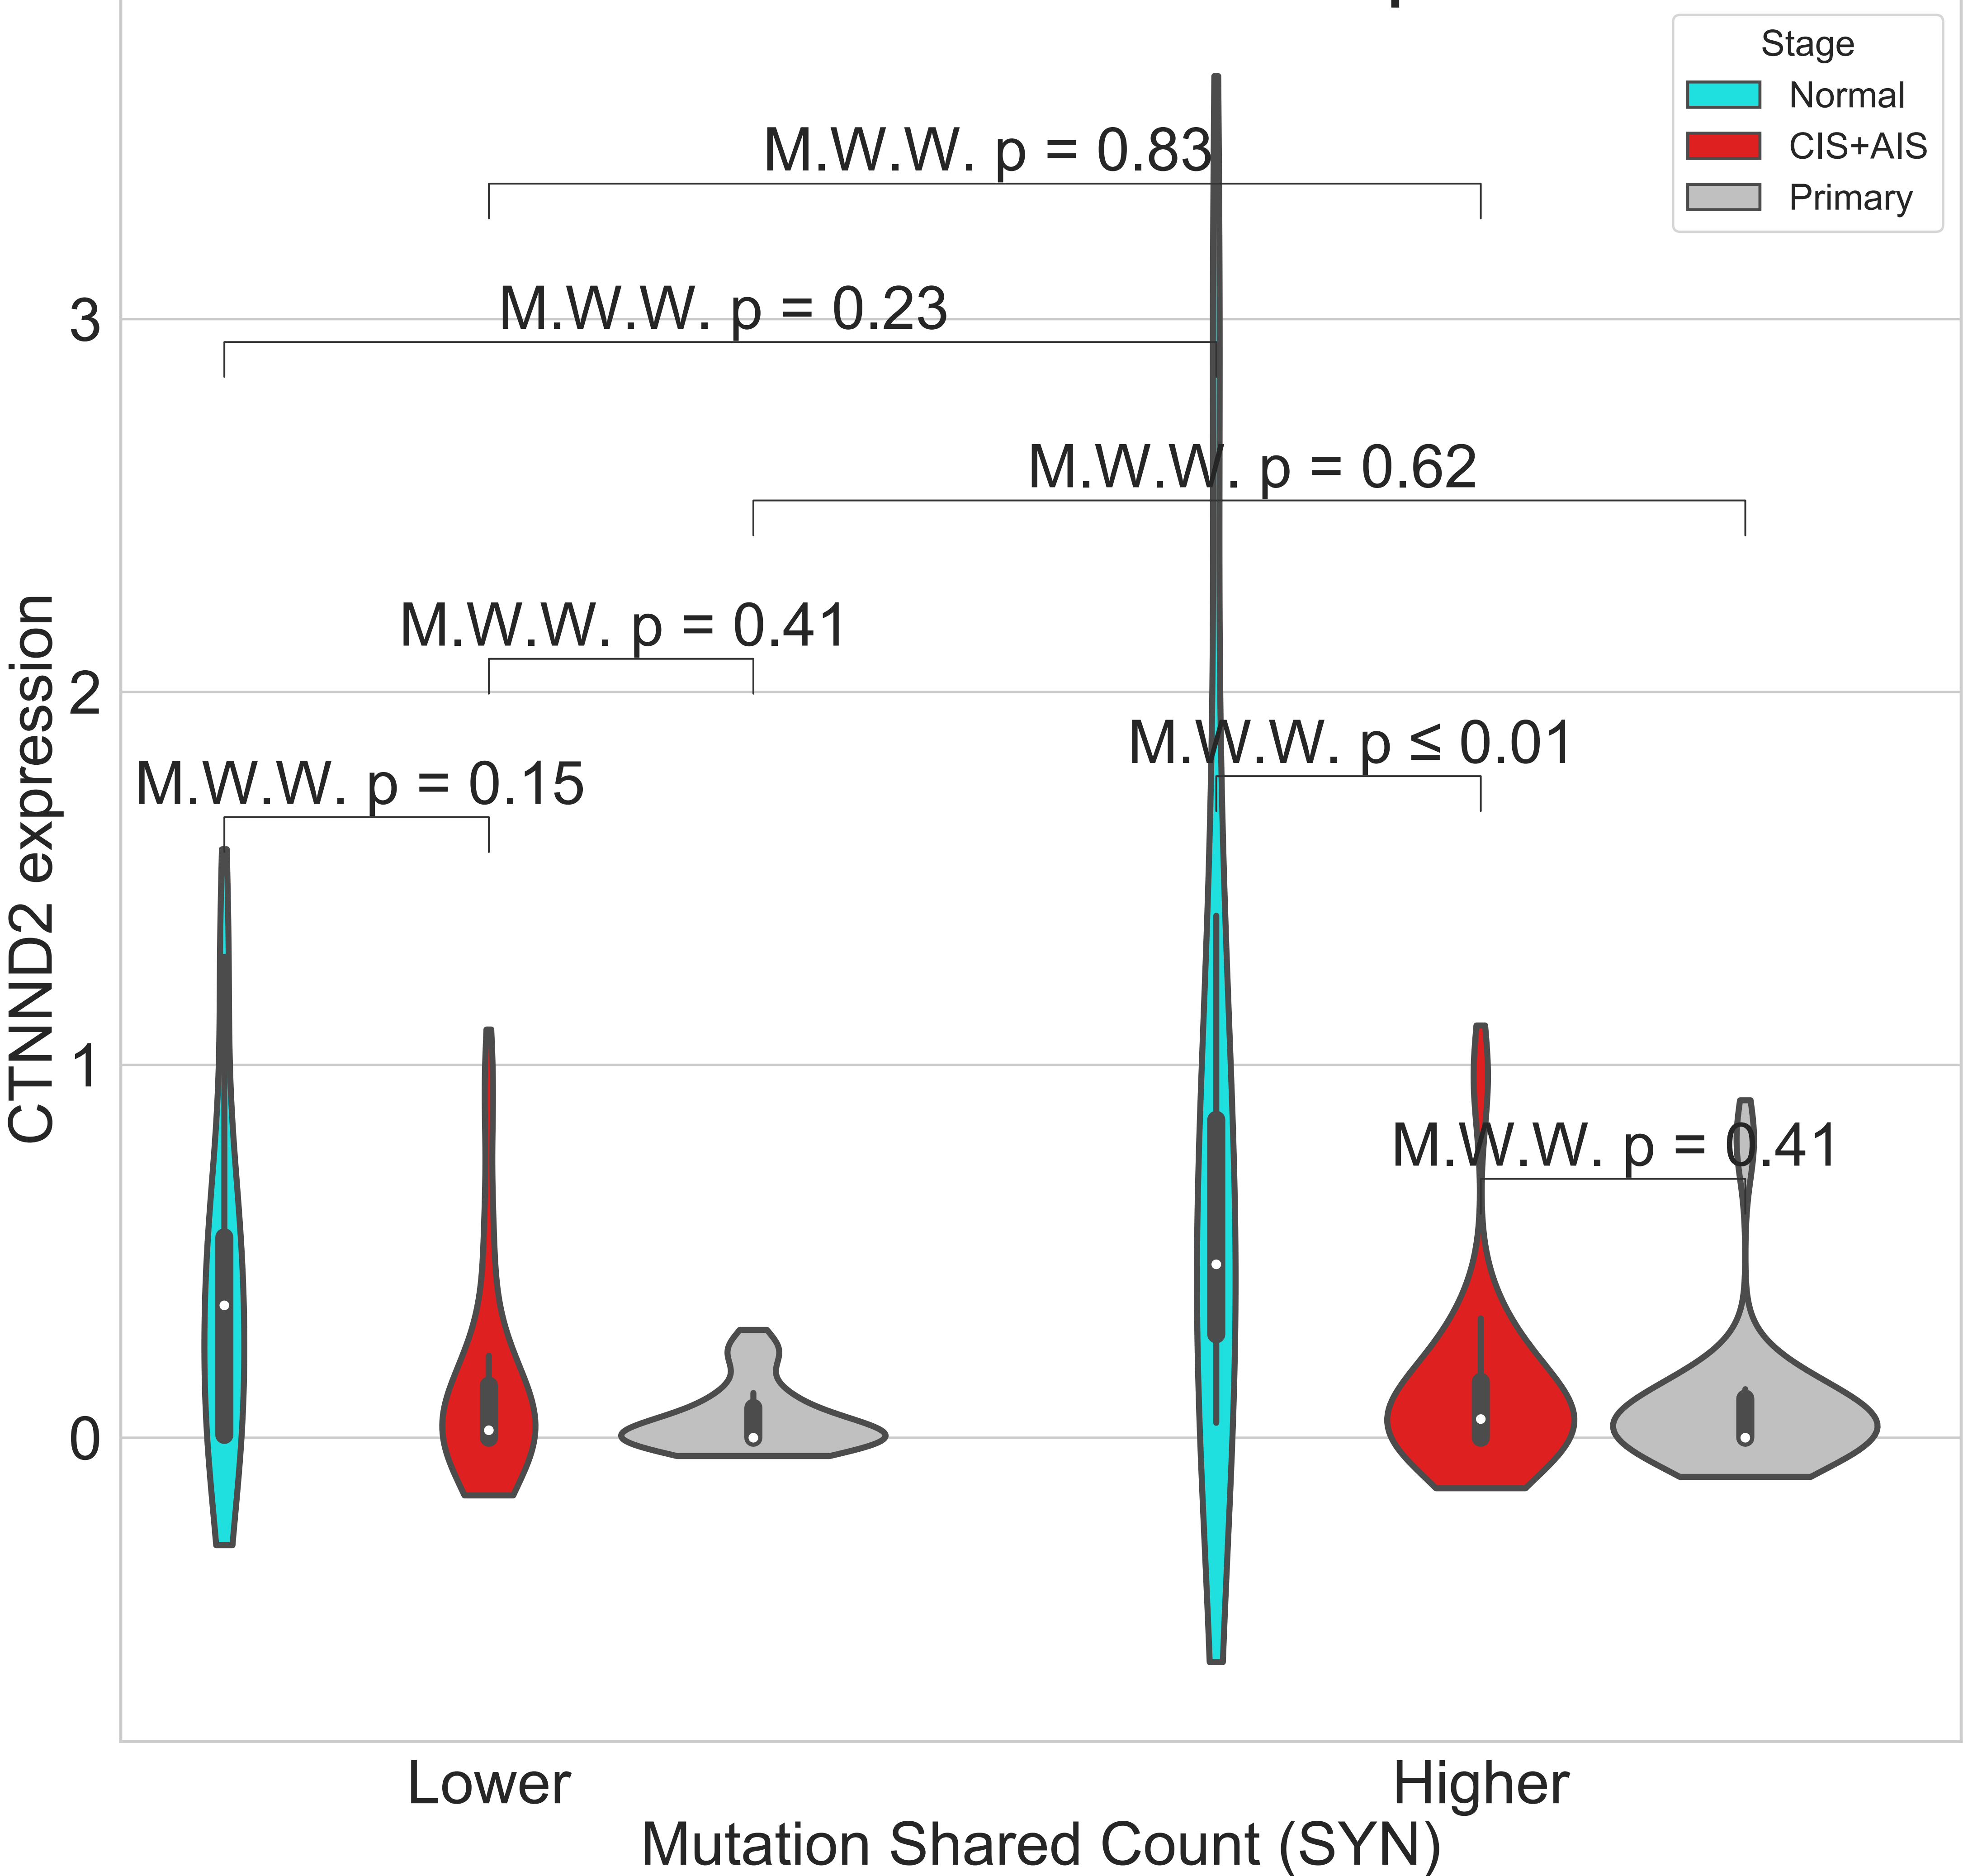 Stage
Normal
CIS+AIS
Primary
M.W.W. p = 0.83
M.W.W. p = 0.23
M.W.W. p = 0.62
M.W.W. p = 0.41
M.W.W. p ≤ 0.01
M.W.W. p = 0.15
M.W.W. p = 0.41
3
2
1
0
CTNND2 expression
Lower
Higher
Mutation Shared Count (SYN)